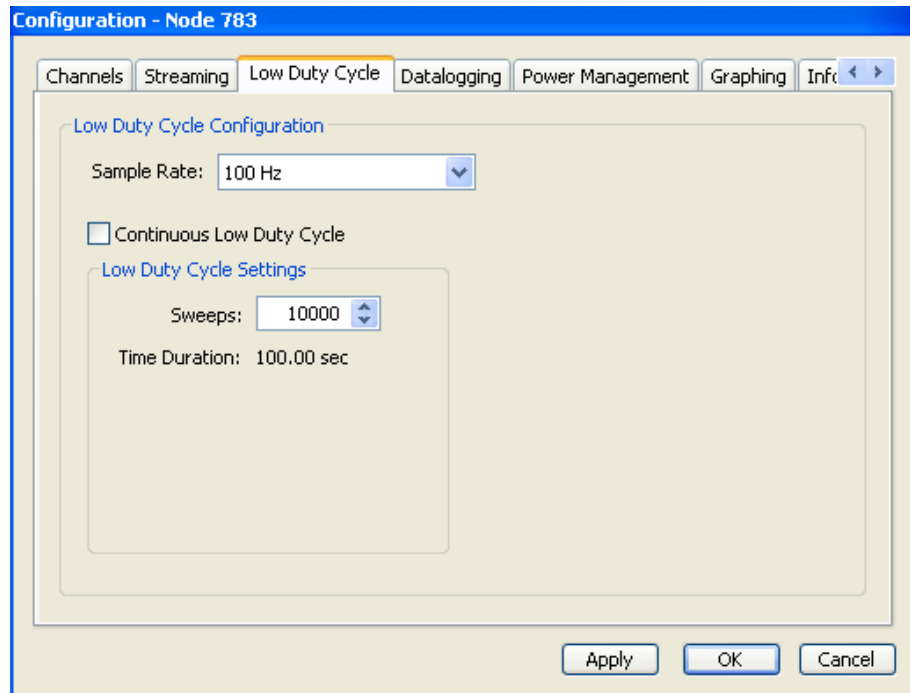 Configuration - Node 783
Channels Streaming Low Duty Cycle Datalogging Power Management Graphing
Low Duty Cycle Configuration
Sample Rate: 100 Hz
Continuous Low Duty Cycle
Low Duty Cycle Settings
Sweeps: 10000
Time Duration: 100.00 sec
Apply OK Cancel